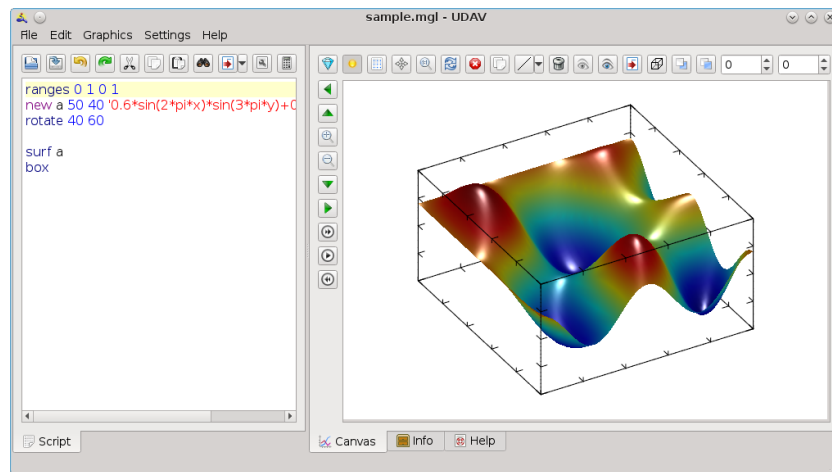 sample.mgl - UDAV
File Edit Graphics Settings Help
0 0
ranges 0 1 0 1
new a 50 40 '0.6*sin(2*pi*x)*sin(3*pi*y)+0
rotate 40 60
surf a
box
Script
Canvas Info Help